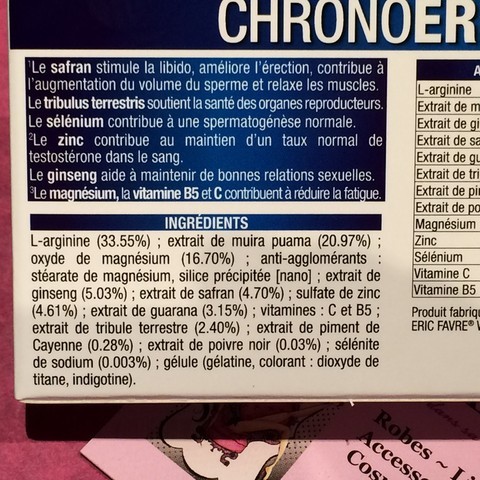 CHRONOER
¹Le safran stimule la libido, améliore l'érection, contribue à
l'augmentation du volume du sperme et relaxe les muscles.
Le tribulus terrestris soutient la santé des organes reproducteurs.
Le sélénium contribue à une spermatogenèse normale.
²Le zinc contribue au maintien d'un taux normal de
testostérone dans le sang.
Le ginseng aide à maintenir de bonnes relations sexuelles.
³Le magnésium, la vitamine B5 et C contribuent à réduire la fatigue.
INGRÉDIENTS
L-arginine (33.55%) ; extrait de muira puama (20.97%) ;
oxyde de magnésium (16.70%) ; anti-agglomérants :
stéarate de magnésium, silice précipitée [nano] ; extrait de
ginseng (5.03%) ; extrait de safran (4.70%) ; sulfate de zinc
(4.61%) ; extrait de guarana (3.15%) ; vitamines : C et B5 ;
extrait de tribule terrestre (2.40%) ; extrait de piment de
Cayenne (0.28%) ; extrait de poivre noir (0.03%) ; sélénite
de sodium (0.003%) ; gélule (gélatine, colorant : dioxyde de
titane, indigotine).
A
L-arginine
Extrait de m
Extrait de gi
Extrait de sa
Extrait de gu
Extrait de tri
Extrait de pi
Extrait de po
Magnésium
Zinc
Sélénium
Vitamine C
Vitamine B5
Produit fabriqu
ERIC FAVRE® W
Robes ~ Li
Accesso
Cos